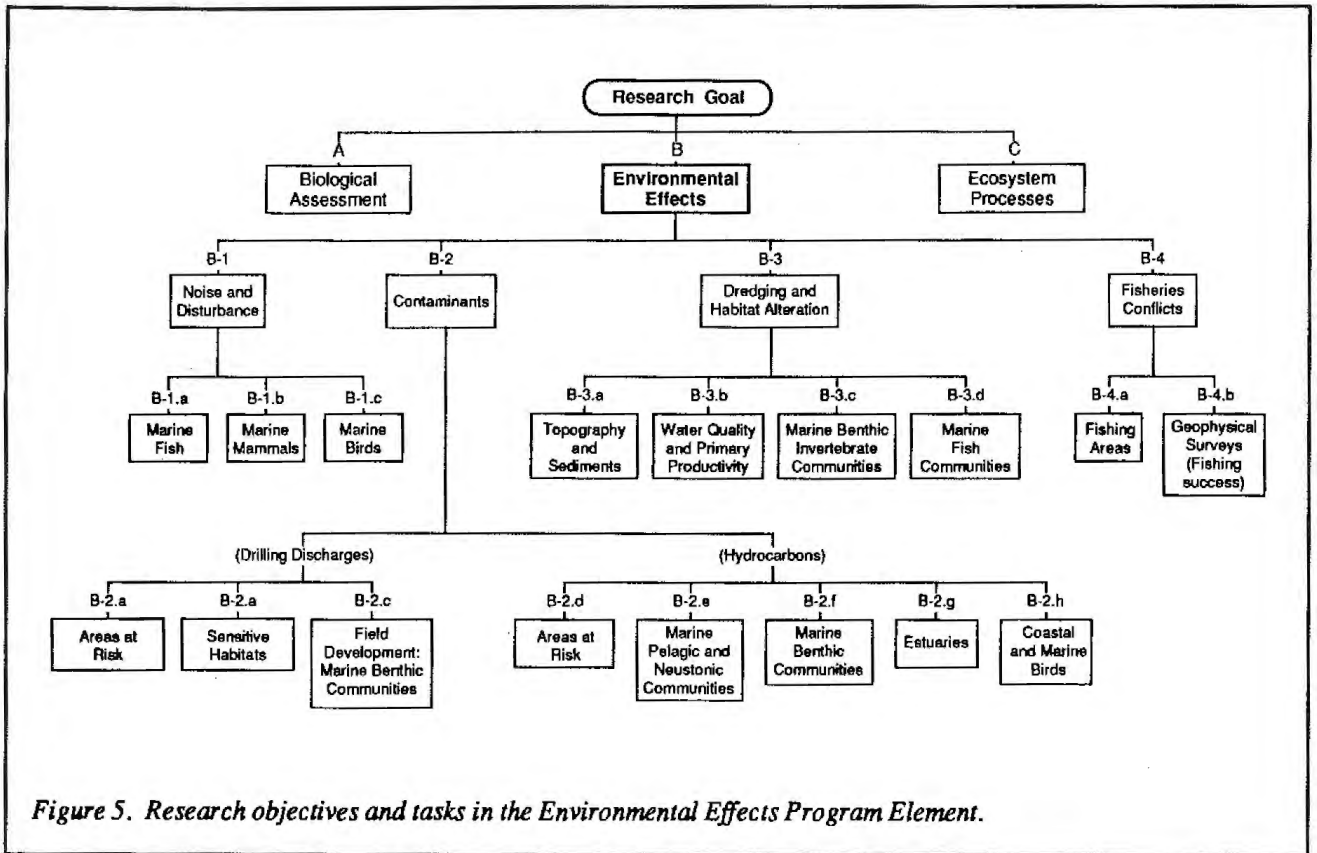 Research Goal
A
B
C
Biological
Assessment
Environmental
Effects
Ecosystem
Processes
B-1
B-2
B-3
B-4
Noise and
Disturbance
Contaminants
Dredging and
Habitat Alteration
Fisheries
Conflicts
B-1.a
B-1.b
B-1.c
Marine
Fish
Marine
Mammals
Marine
Birds
B-3.a
B-3.b
B-3.c
B-3.d
Topography
and
Sediments
Water Quality
and Primary
Productivity
Marine Benthic
Invertebrate
Communities
Marine
Fish
Communities
B-4.a
B-4.b
Fishing
Areas
Geophysical
Surveys
(Fishing
success)
(Drilling Discharges)
(Hydrocarbons)
B-2.a
B-2.a
B-2.c
Areas at
Risk
Sensitive
Habitats
Field
Development:
Marine Benthic
Communities
B-2.d
B-2.e
B-2.f
B-2.g
B-2.h
Areas at
Risk
Marine
Pelagic and
Neustonic
Communities
Marine
Benthic
Communities
Estuaries
Coastal
and Marine
Birds
Figure 5. Research objectives and tasks in the Environmental Effects Program Element.